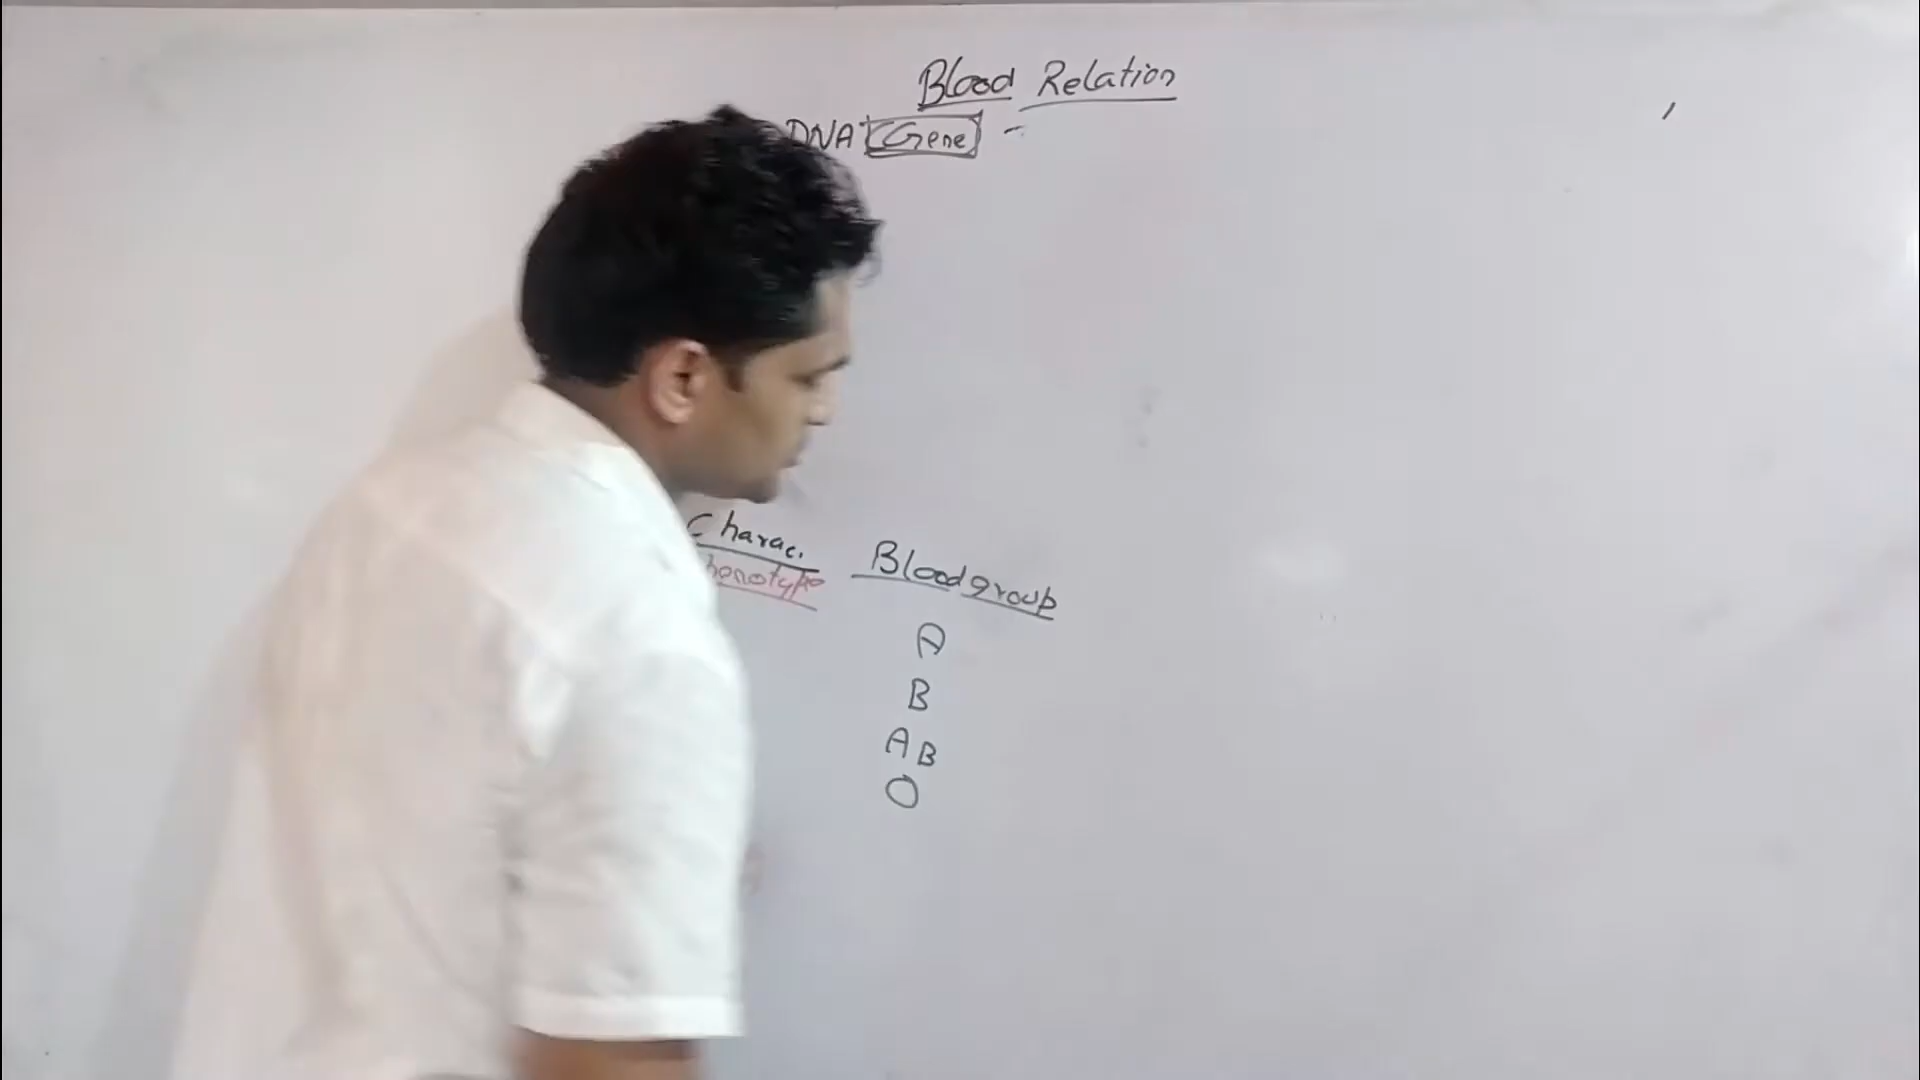 Blood Relation
DNA Gene -
Charac. Bloodgroup
A
B
AB
O